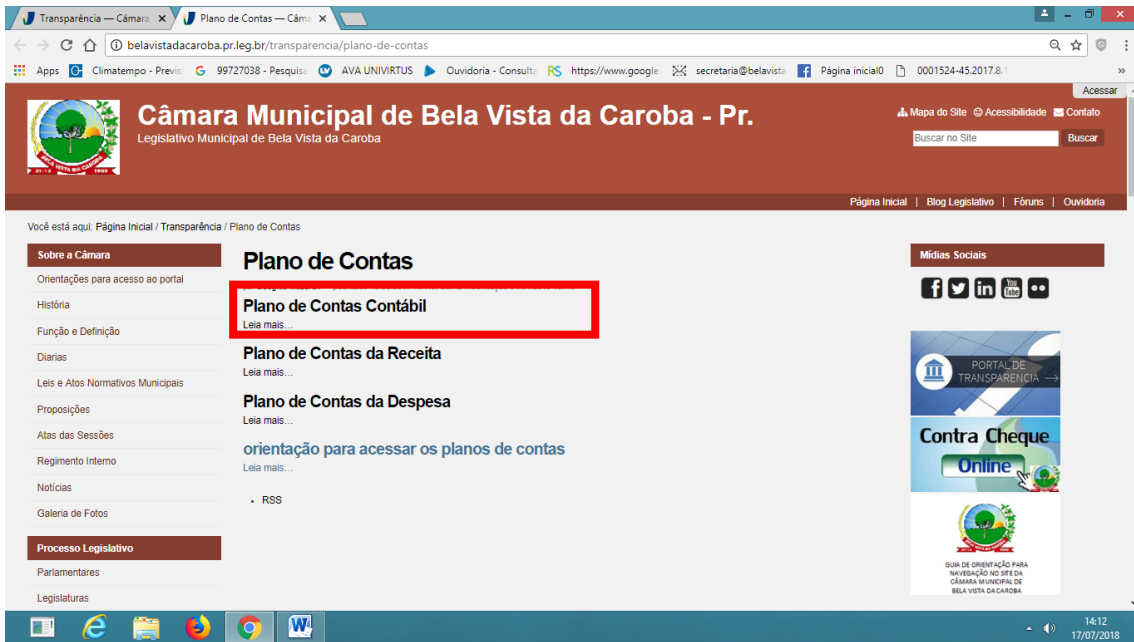 Transparência — Câmara
Plano de Contas — Câma
belavistadacaroba.pr.leg.br/transparencia/plano-de-contas
Apps
Climatempo - Previs
99727038 - Pesquisa
AVA UNIVIRTUS
Ouvidoria - Consulta
https://www.google
secretaria@belavista
Página inicial0
0001524-45.2017.8.1
Acessar
Câmara Municipal de Bela Vista da Caroba - Pr.
Legislativo Municipal de Bela Vista da Caroba
Mapa do Site Acessibilidade Contato
Buscar no Site
Buscar
Página Inicial | Blog Legislativo | Fóruns | Ouvidoria
Você está aqui: Página Inicial / Transparência / Plano de Contas
Sobre a Câmara
Orientações para acesso ao portal
História
Função e Definição
Diarias
Leis e Atos Normativos Municipais
Proposições
Atas das Sessões
Regimento Interno
Notícias
Galeria de Fotos
Processo Legislativo
Parlamentares
Legislaturas
Plano de Contas
Plano de Contas Contábil
Leia mais…
Plano de Contas da Receita
Leia mais…
Plano de Contas da Despesa
Leia mais…
orientação para acessar os planos de contas
Leia mais…
RSS
Mídias Sociais
You
Tube
PORTAL DE
TRANSPARENCIA
Contra Cheque
Online
GUIA DE ORIENTAÇÃO PARA
NAVEGAÇÃO NO SITE DA
CÂMARA MUNICIPAL DE
BELA VISTA DA CAROBA
14:12
17/07/2018